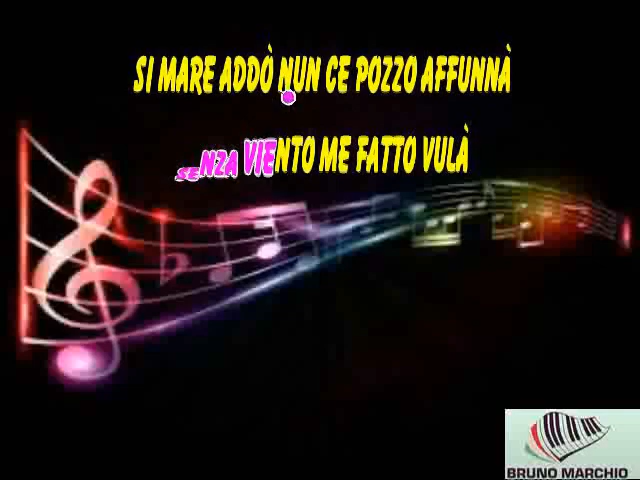 SI MARE ADDÒ NUN CE POZZO AFFUNNÀ
SENZA VIENTO ME FATTO VULÀ
BRUNO MARCHIO